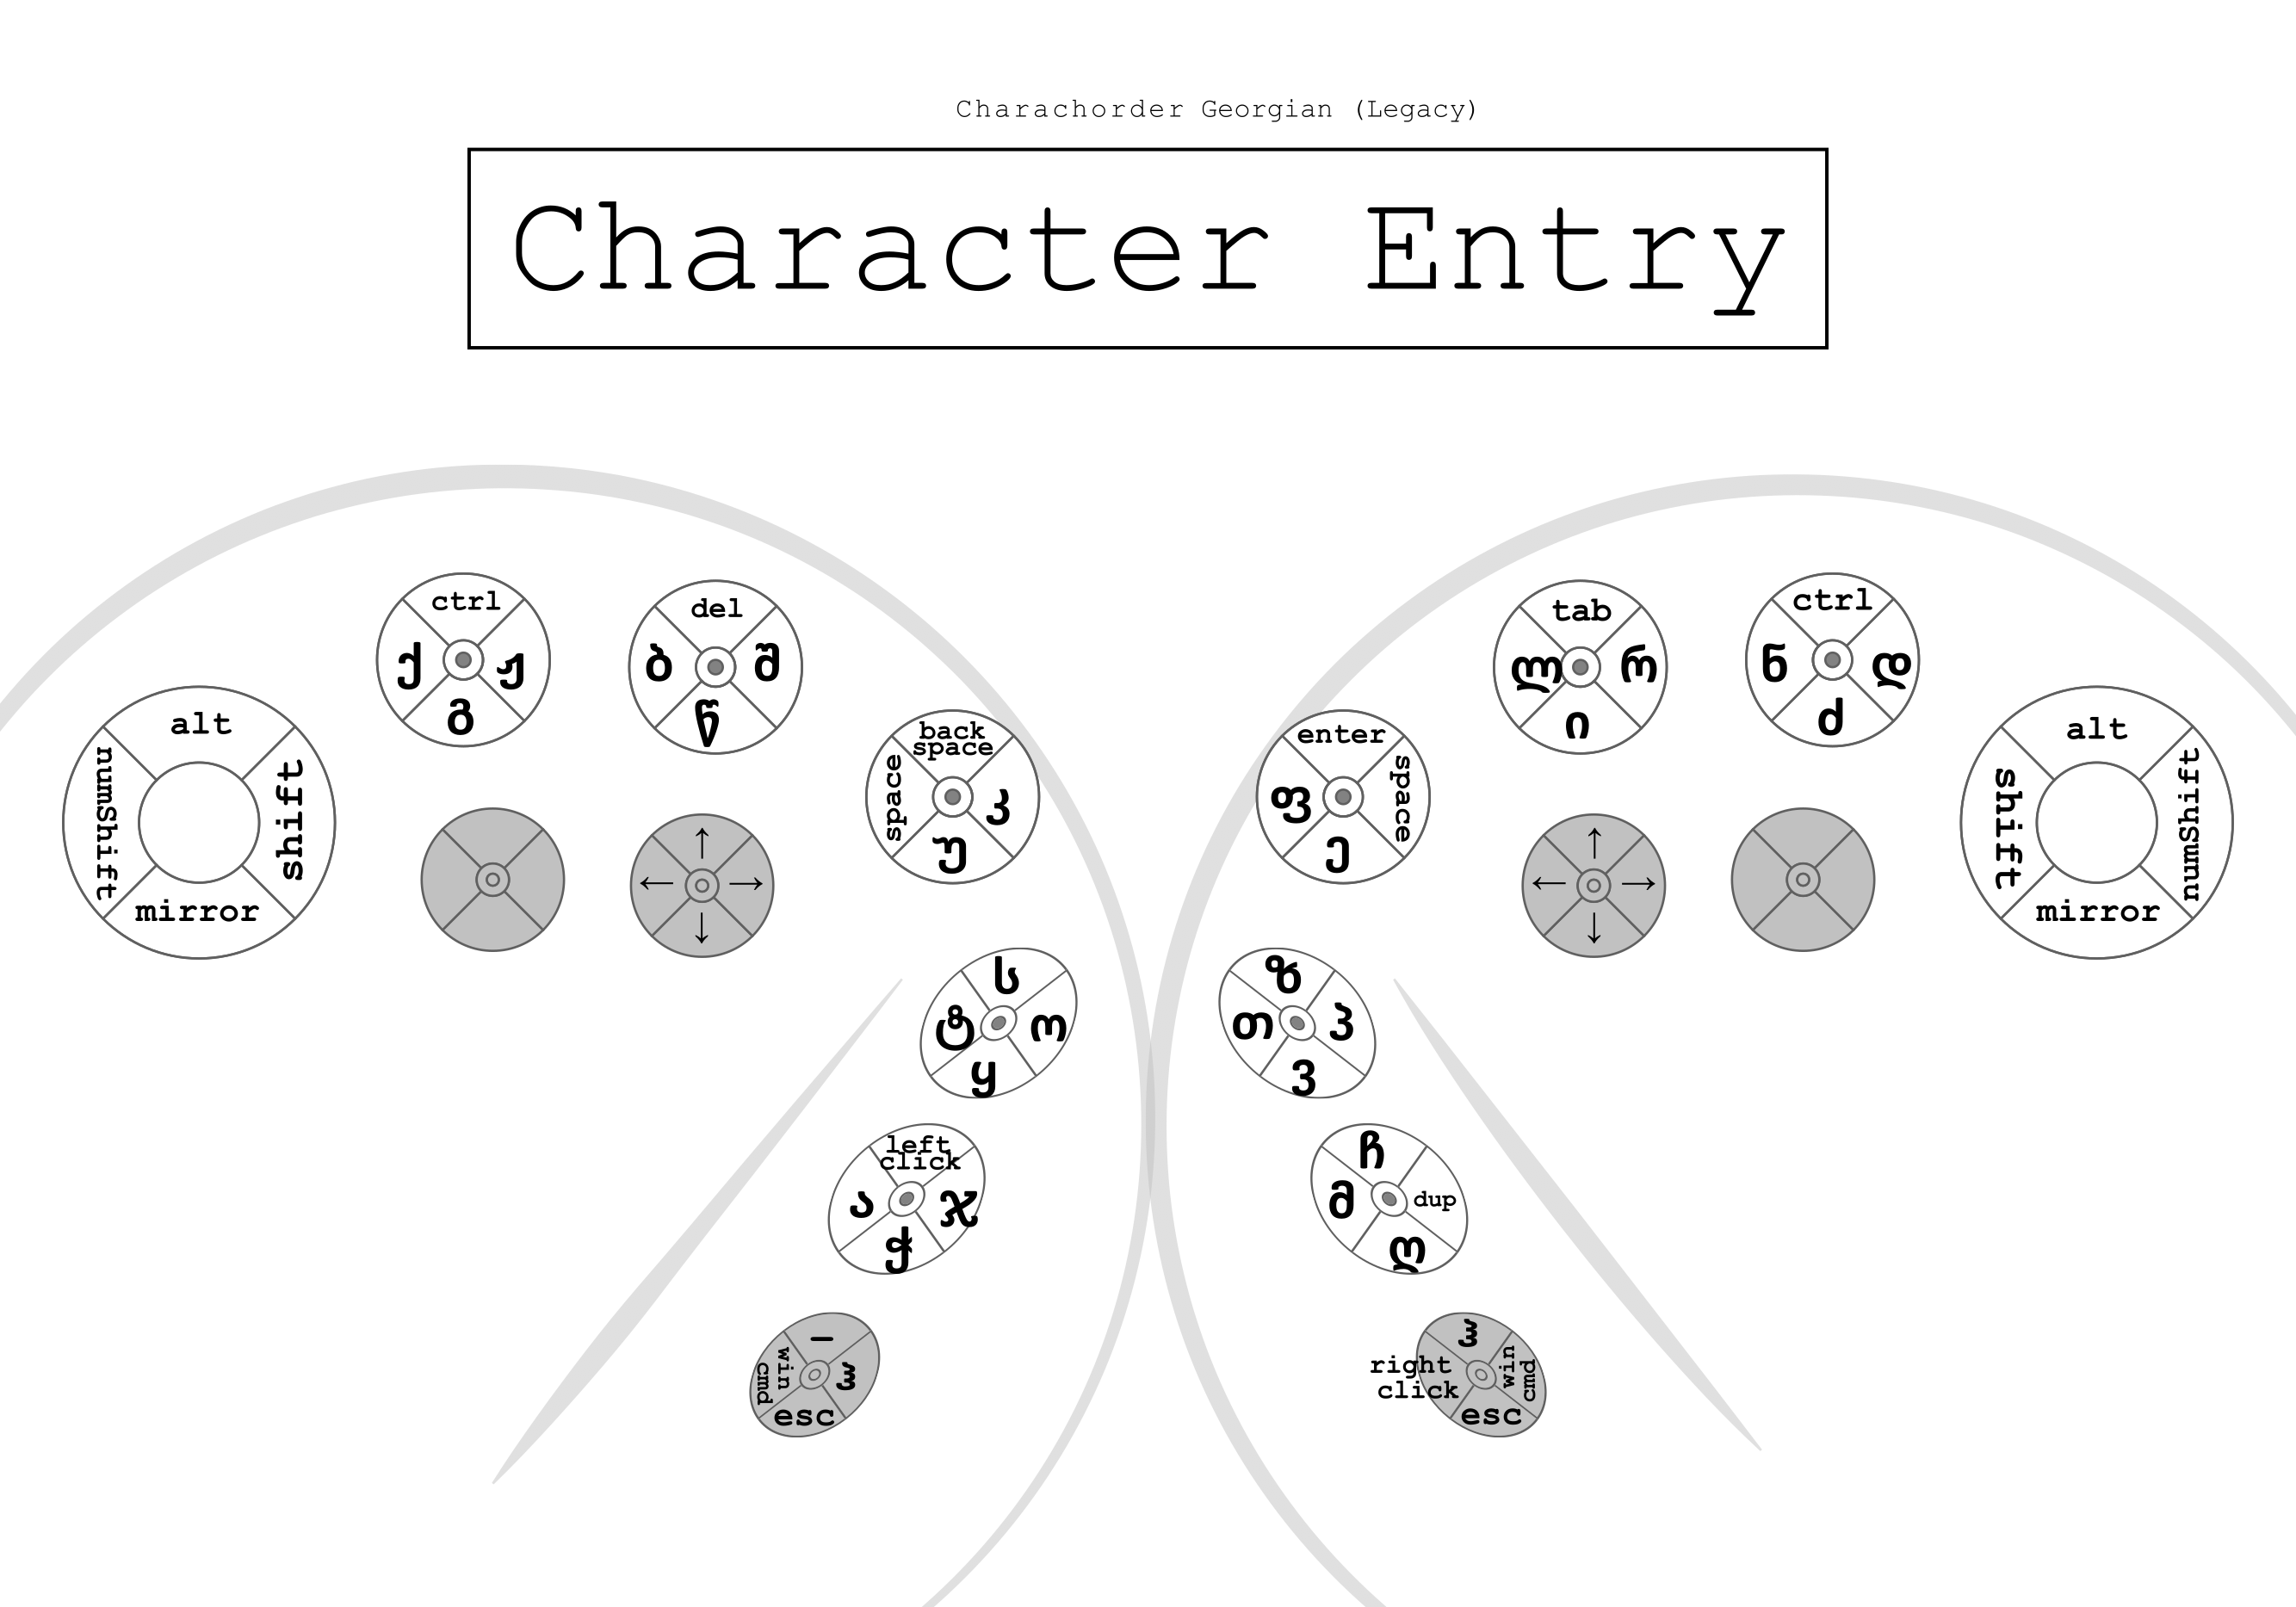 Charachorder Georgian (Legacy)
Character Entry
ctrl
ქ ჟ
გ
del
ბ შ
წ
tab
ლ რ
ი
ctrl
ნ დ
ძ
alt
numShift shift
mirror
back
space
space კ
უ
enter
ფ space
ე
alt
shift numShift
mirror
↑
← →
↓
↑
← →
↓
ს
ტ ო
ყ
ზ
თ პ
ვ
left
click
ა ჯ
ჭ
ჩ
მ dup
ღ
–
win
cmd
ჳ
esc
ჳ
right
click
win
cmd
esc